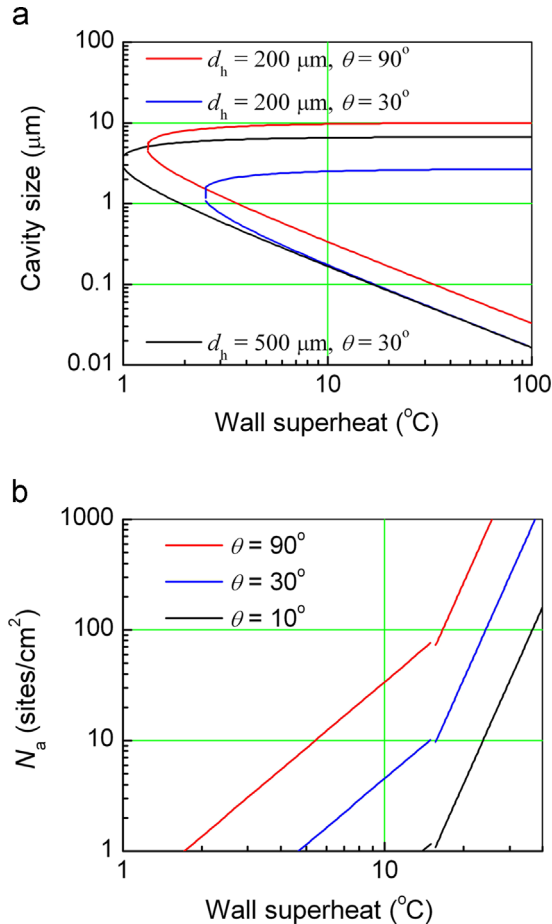 a
d_h = 200 μm, θ = 90°
d_h = 200 μm, θ = 30°
d_h = 500 μm, θ = 30°
Cavity size (μm)
100
10
1
0.1
0.01
1
10
100
Wall superheat (°C)
b
θ = 90°
θ = 30°
θ = 10°
N_a (sites/cm²)
1000
100
10
1
1
10
Wall superheat (°C)